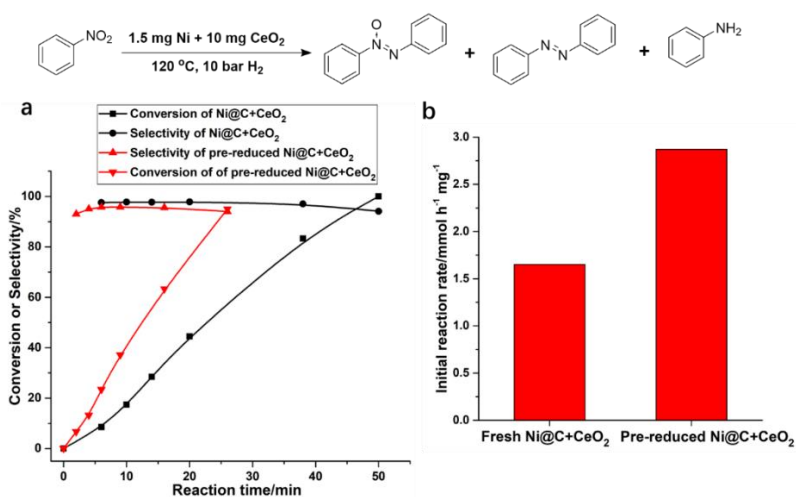 NO₂
1.5 mg Ni + 10 mg CeO₂
120 °C, 10 bar H₂
O
N
N
+
N
N
+
NH₂
a
Conversion of Ni@C+CeO₂
Selectivity of Ni@C+CeO₂
Selectivity of pre-reduced Ni@C+CeO₂
Conversion of of pre-reduced Ni@C+CeO₂
Conversion or Selectivity/%
100
80
60
40
20
0
0 10 20 30 40 50
Reaction time/min
b
Initial reaction rate/mmol h⁻¹ mg⁻¹
3.0
2.5
2.0
1.5
1.0
0.5
0.0
Fresh Ni@C+CeO₂ Pre-reduced Ni@C+CeO₂